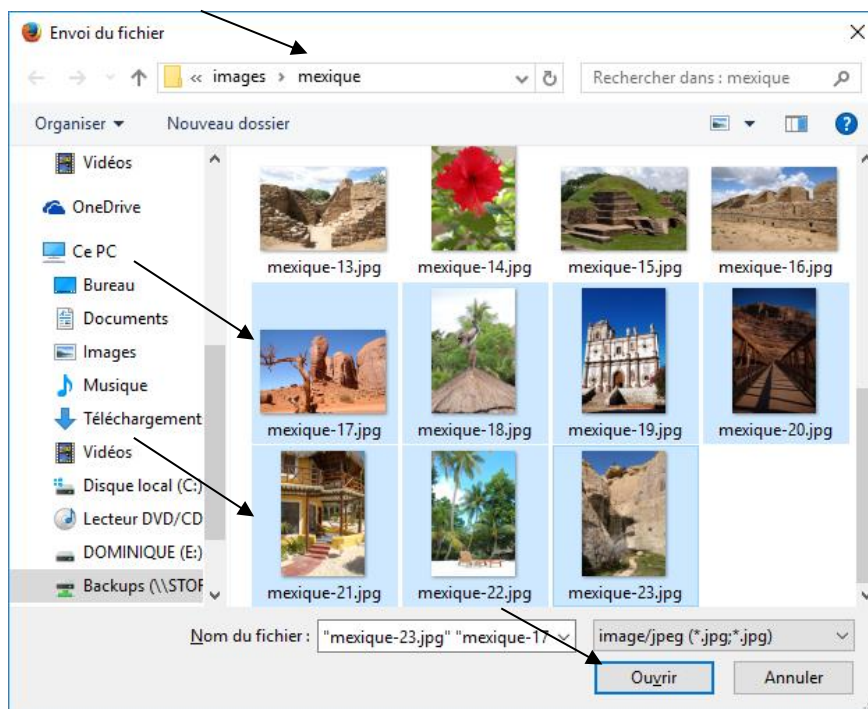 Envoi du fichier
« images › mexique
Rechercher dans : mexique
Organiser
Nouveau dossier
Vidéos
OneDrive
Ce PC
Bureau
Documents
Images
Musique
Téléchargement
Vidéos
Disque local (C:)
Lecteur DVD/CD
DOMINIQUE (E:)
Backups (\\STOF
mexique-13.jpg mexique-14.jpg mexique-15.jpg mexique-16.jpg
mexique-17.jpg mexique-18.jpg mexique-19.jpg mexique-20.jpg
mexique-21.jpg mexique-22.jpg mexique-23.jpg
Nom du fichier : "mexique-23.jpg" "mexique-17 image/jpeg (*.jpg;*.jpg)
Ouvrir Annuler